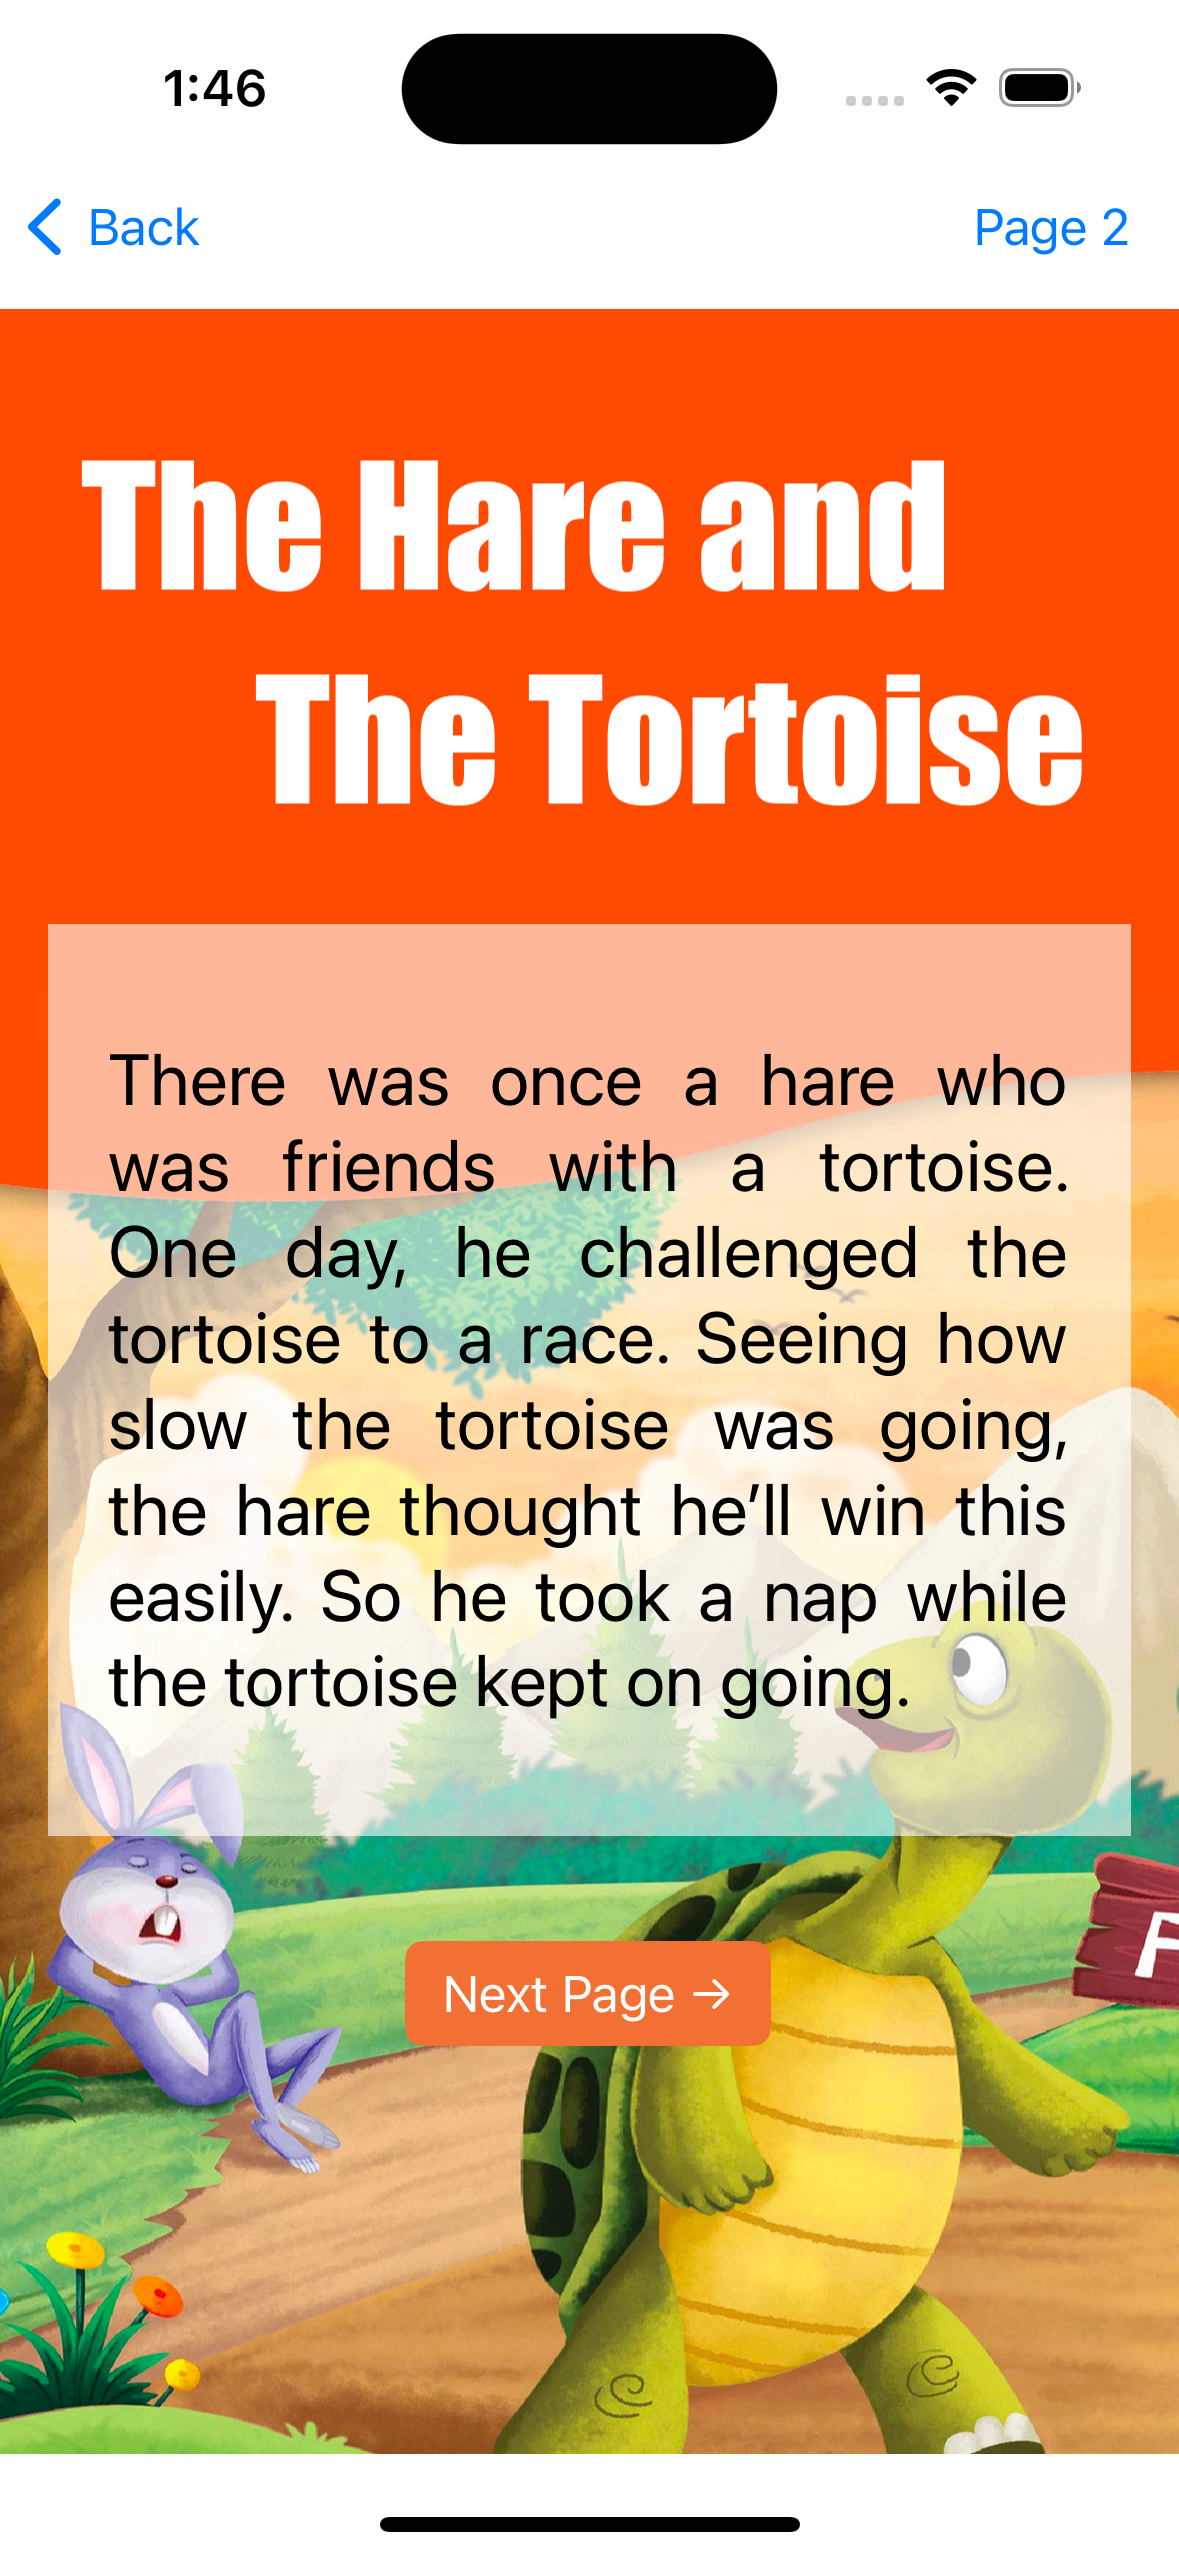 1:46
Back
Page 2
The Hare and
The Tortoise
There was once a hare who
was friends with a tortoise.
One day, he challenged the
tortoise to a race. Seeing how
slow the tortoise was going,
the hare thought he’ll win this
easily. So he took a nap while
the tortoise kept on going.
F
Next Page →